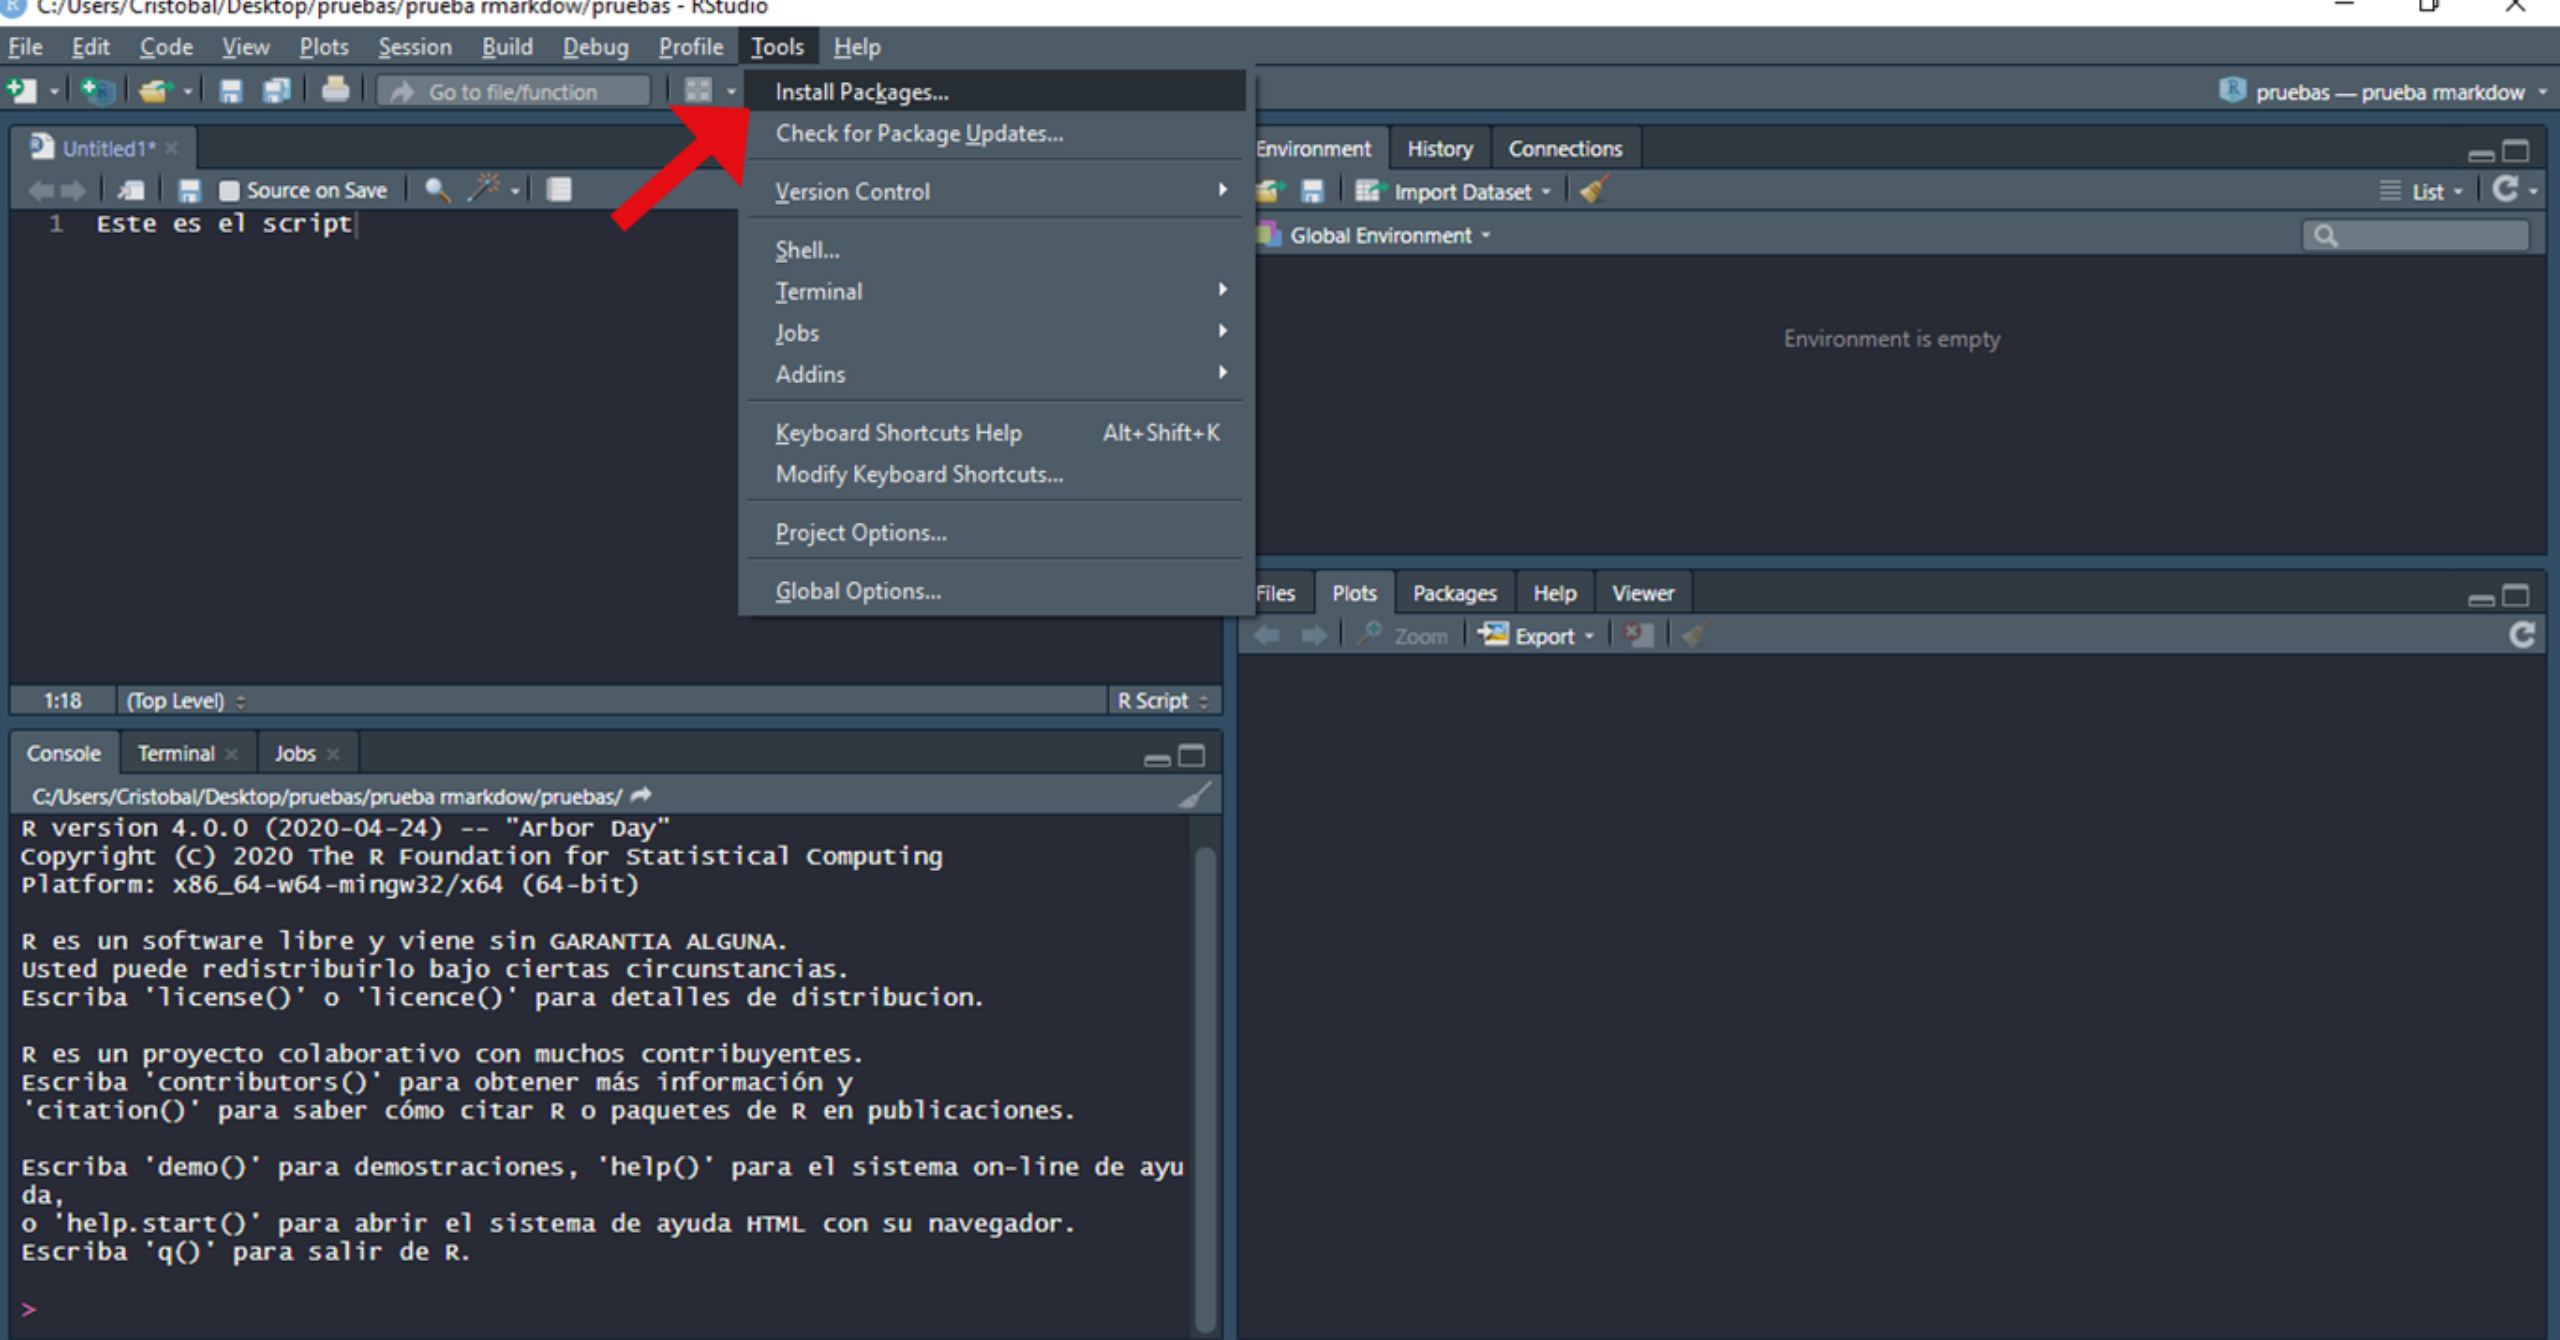 C:/Users/Cristobal/Desktop/pruebas/prueba rmarkdow/pruebas - RStudio
File Edit Code View Plots Session Build Debug Profile Tools Help
Go to file/function
pruebas — prueba rmarkdow
Install Packages...
Check for Package Updates...
Version Control
Shell...
Terminal
Jobs
Addins
Keyboard Shortcuts Help Alt+Shift+K
Modify Keyboard Shortcuts...
Project Options...
Global Options...
Untitled1*
Source on Save
1 Este es el script
1:18 (Top Level) R Script
Environment History Connections
Import Dataset List
Global Environment
Environment is empty
Files Plots Packages Help Viewer
Zoom Export
Console Terminal Jobs
C:/Users/Cristobal/Desktop/pruebas/prueba rmarkdow/pruebas/
R version 4.0.0 (2020-04-24) -- "Arbor Day"
Copyright (C) 2020 The R Foundation for Statistical Computing
Platform: x86_64-w64-mingw32/x64 (64-bit)
R es un software libre y viene sin GARANTIA ALGUNA.
Usted puede redistribuirlo bajo ciertas circunstancias.
Escriba 'license()' o 'licence()' para detalles de distribucion.
R es un proyecto colaborativo con muchos contribuyentes.
Escriba 'contributors()' para obtener más información y
'citation()' para saber cómo citar R o paquetes de R en publicaciones.
Escriba 'demo()' para demostraciones, 'help()' para el sistema on-line de ayu
da,
o 'help.start()' para abrir el sistema de ayuda HTML con su navegador.
Escriba 'q()' para salir de R.
>